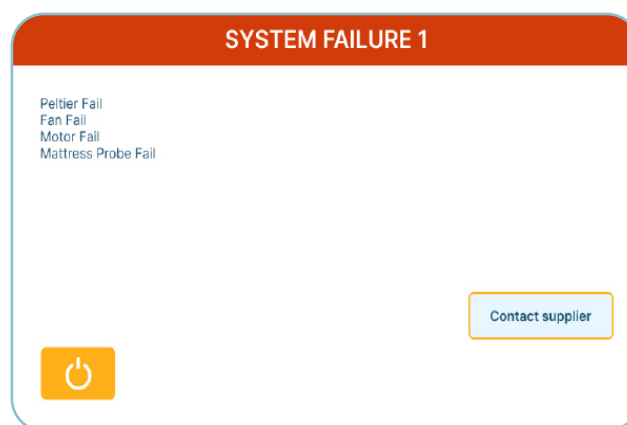 SYSTEM FAILURE 1
Peltier Fail
Fan Fail
Motor Fail
Mattress Probe Fail
Contact supplier